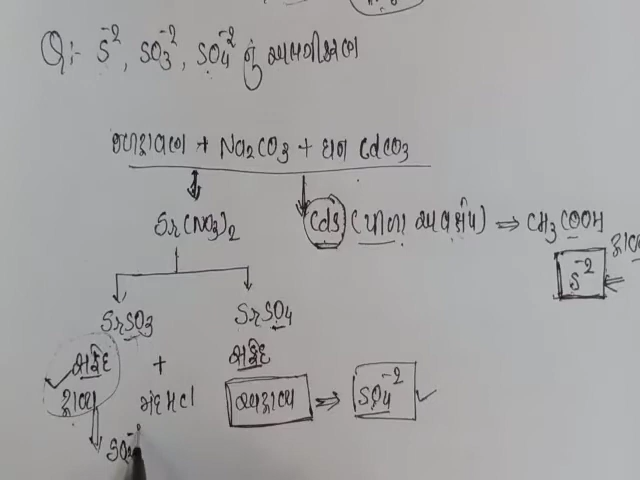 Q:- S⁻², SO₃⁻², SO₄⁻² નું અલગીકરણ
જળદ્રાવણ + Na₂CO₃ + ઘન CdCO₃
Sr(NO₃)₂ CdS (પીળા અવક્ષેપ) ⇒ CH₃COOH
S⁻²
SrSO₃ SrSO₄
સફેદ + સફેદ
દ્રાવ્ય મંદ HCl અદ્રાવ્ય ⇒ SO₄⁻²